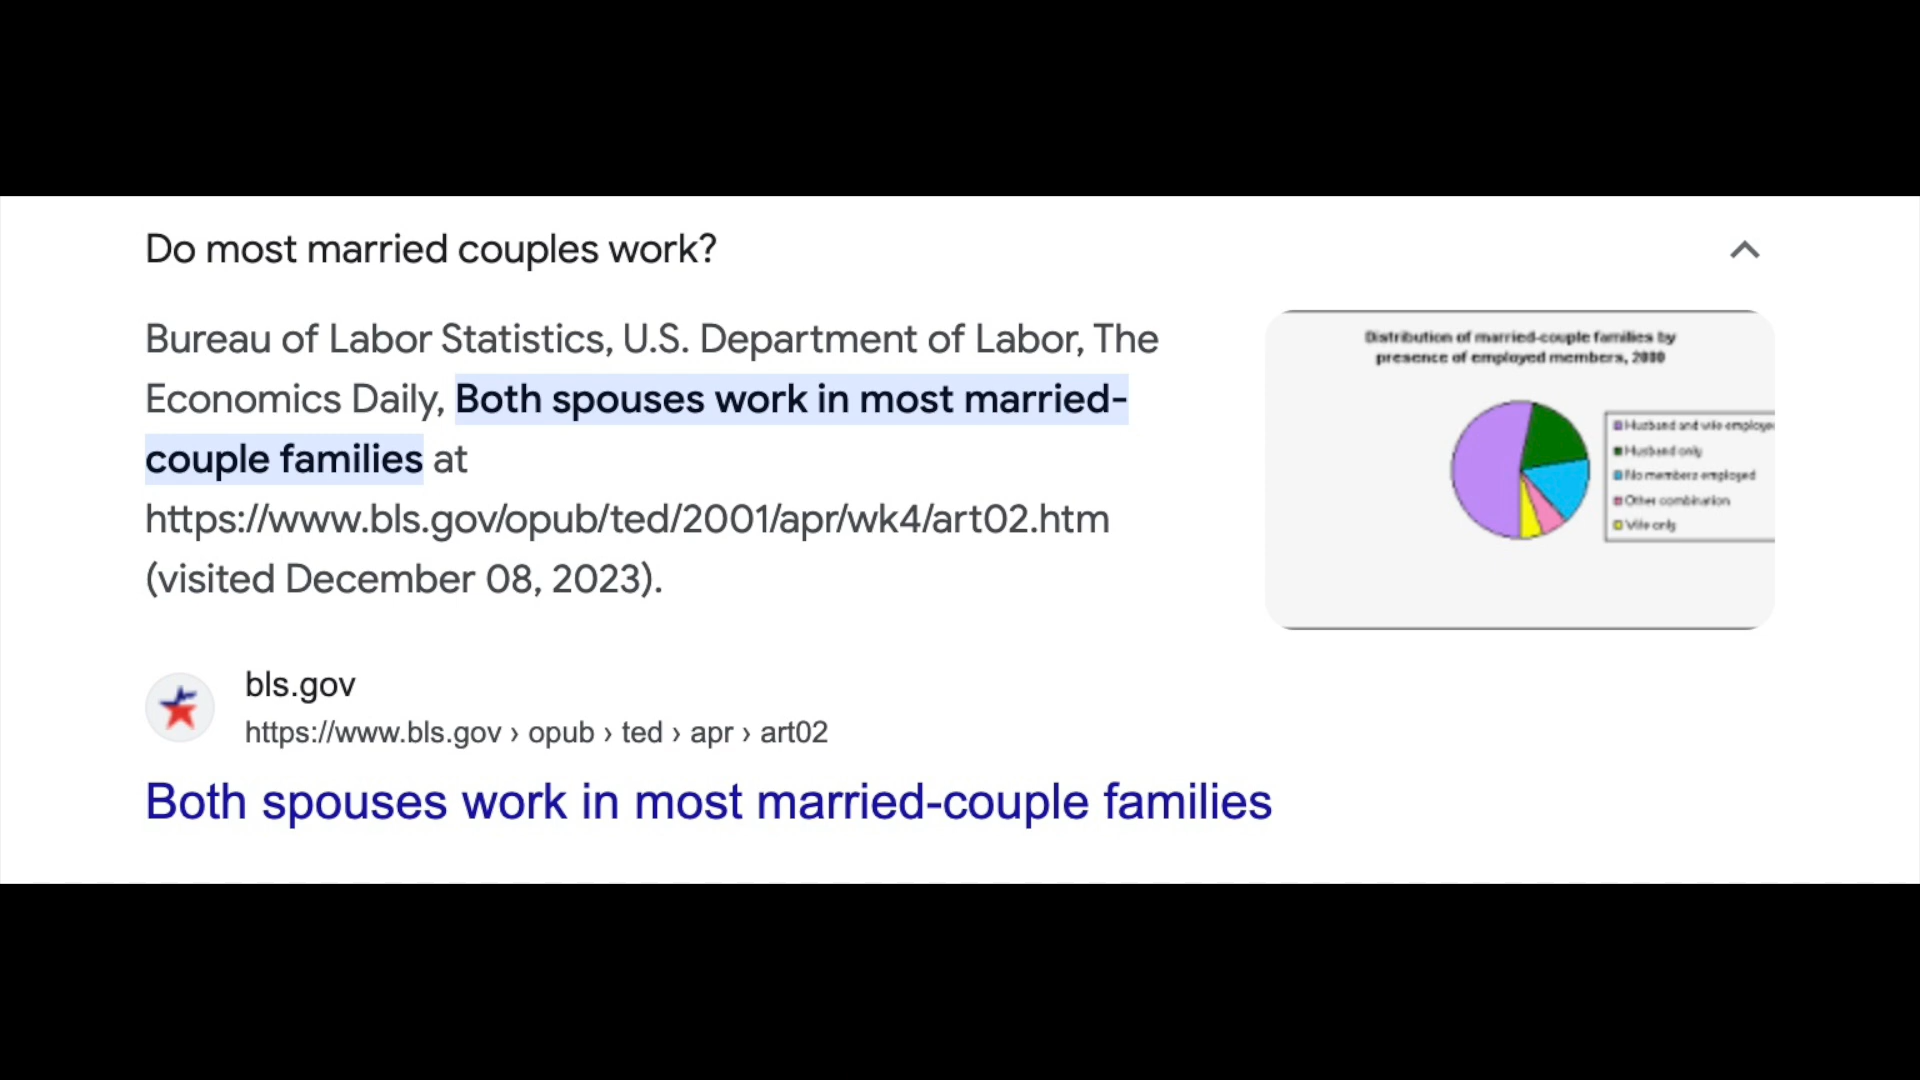 Do most married couples work?
Bureau of Labor Statistics, U.S. Department of Labor, The
Economics Daily, Both spouses work in most married-
couple families at
https://www.bls.gov/opub/ted/2001/apr/wk4/art02.htm
(visited December 08, 2023).
Distribution of married-couple families by
presence of employed members, 2000
Husband and wife employe
Husband only
No members employed
Other combination
Wife only
bls.gov
https://www.bls.gov › opub › ted › apr › art02
Both spouses work in most married-couple families